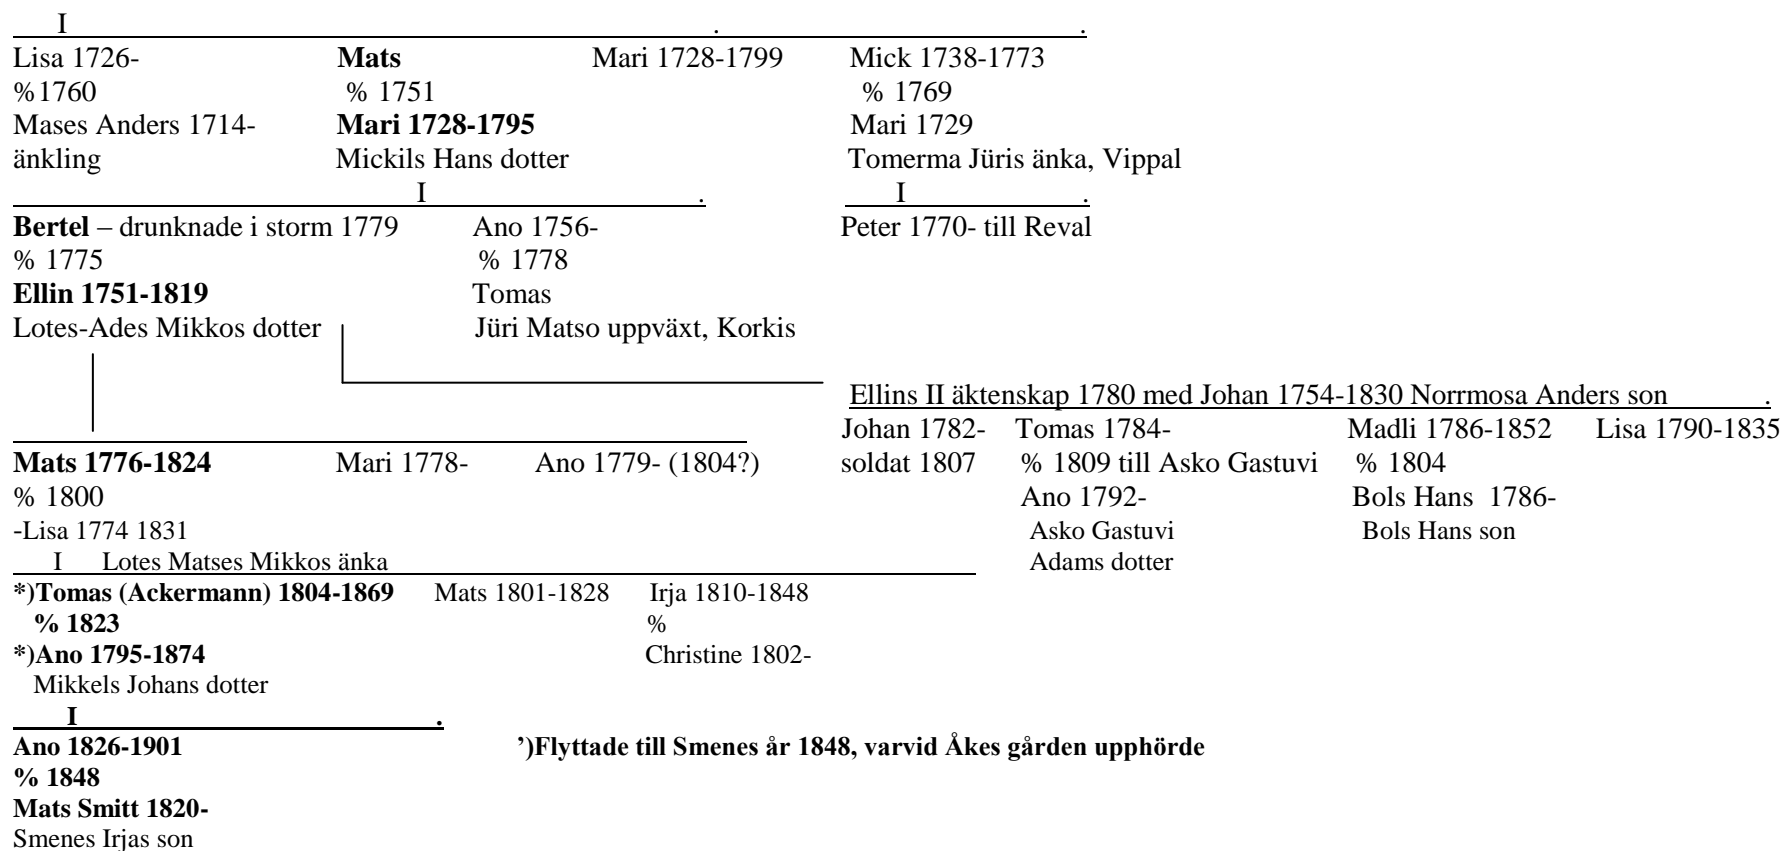 I . .
Lisa 1726- Mats Mari 1728-1799 Mick 1738-1773
%1760 % 1751 % 1769
Mases Anders 1714- Mari 1728-1795 Mari 1729
änkling Mickils Hans dotter Tomerma Jüris änka, Vippal
I . I .
Bertel – drunknade i storm 1779 Ano 1756- Peter 1770- till Reval
% 1775 % 1778
Ellin 1751-1819 Tomas
Lotes-Ades Mikkos dotter Jüri Matso uppväxt, Korkis
Ellins II äktenskap 1780 med Johan 1754-1830 Norrmosa Anders son .
Johan 1782- Tomas 1784- Madli 1786-1852 Lisa 1790-1835
Mats 1776-1824 Mari 1778- Ano 1779- (1804?) soldat 1807 % 1809 till Asko Gastuvi % 1804
% 1800 Ano 1792- Bols Hans 1786-
-Lisa 1774 1831 Asko Gastuvi Bols Hans son
I Lotes Matses Mikkos änka Adams dotter
*)Tomas (Ackermann) 1804-1869 Mats 1801-1828 Irja 1810-1848
% 1823 %
*)Ano 1795-1874 Christine 1802-
Mikkels Johans dotter
I .
Ano 1826-1901 ’)Flyttade till Smenes år 1848, varvid Åkes gården upphörde
% 1848
Mats Smitt 1820-
Smenes Irjas son